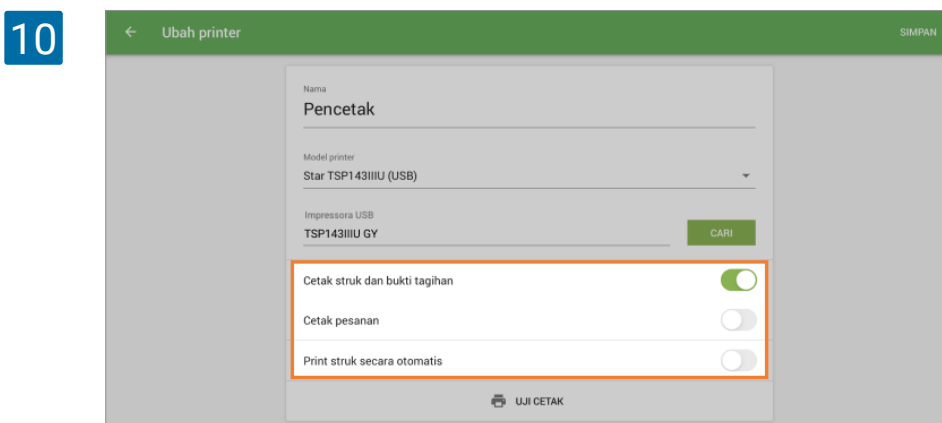 10
Ubah printer
SIMPAN
Nama
Pencetak
Model printer
Star TSP143IIIU (USB)
Impressora USB
TSP143IIIU GY
CARI
Cetak struk dan bukti tagihan
Cetak pesanan
Print struk secara otomatis
UJI CETAK